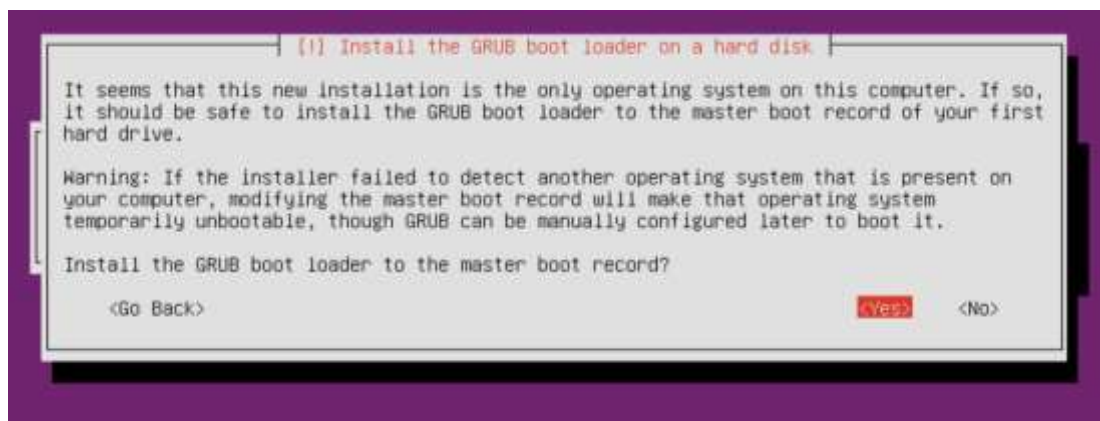 [!] Install the GRUB boot loader on a hard disk
It seems that this new installation is the only operating system on this computer. If so,
it should be safe to install the GRUB boot loader to the master boot record of your first
hard drive.
Warning: If the installer failed to detect another operating system that is present on
your computer, modifying the master boot record will make that operating system
temporarily unbootable, though GRUB can be manually configured later to boot it.
Install the GRUB boot loader to the master boot record?
<Go Back> <Yes> <No>